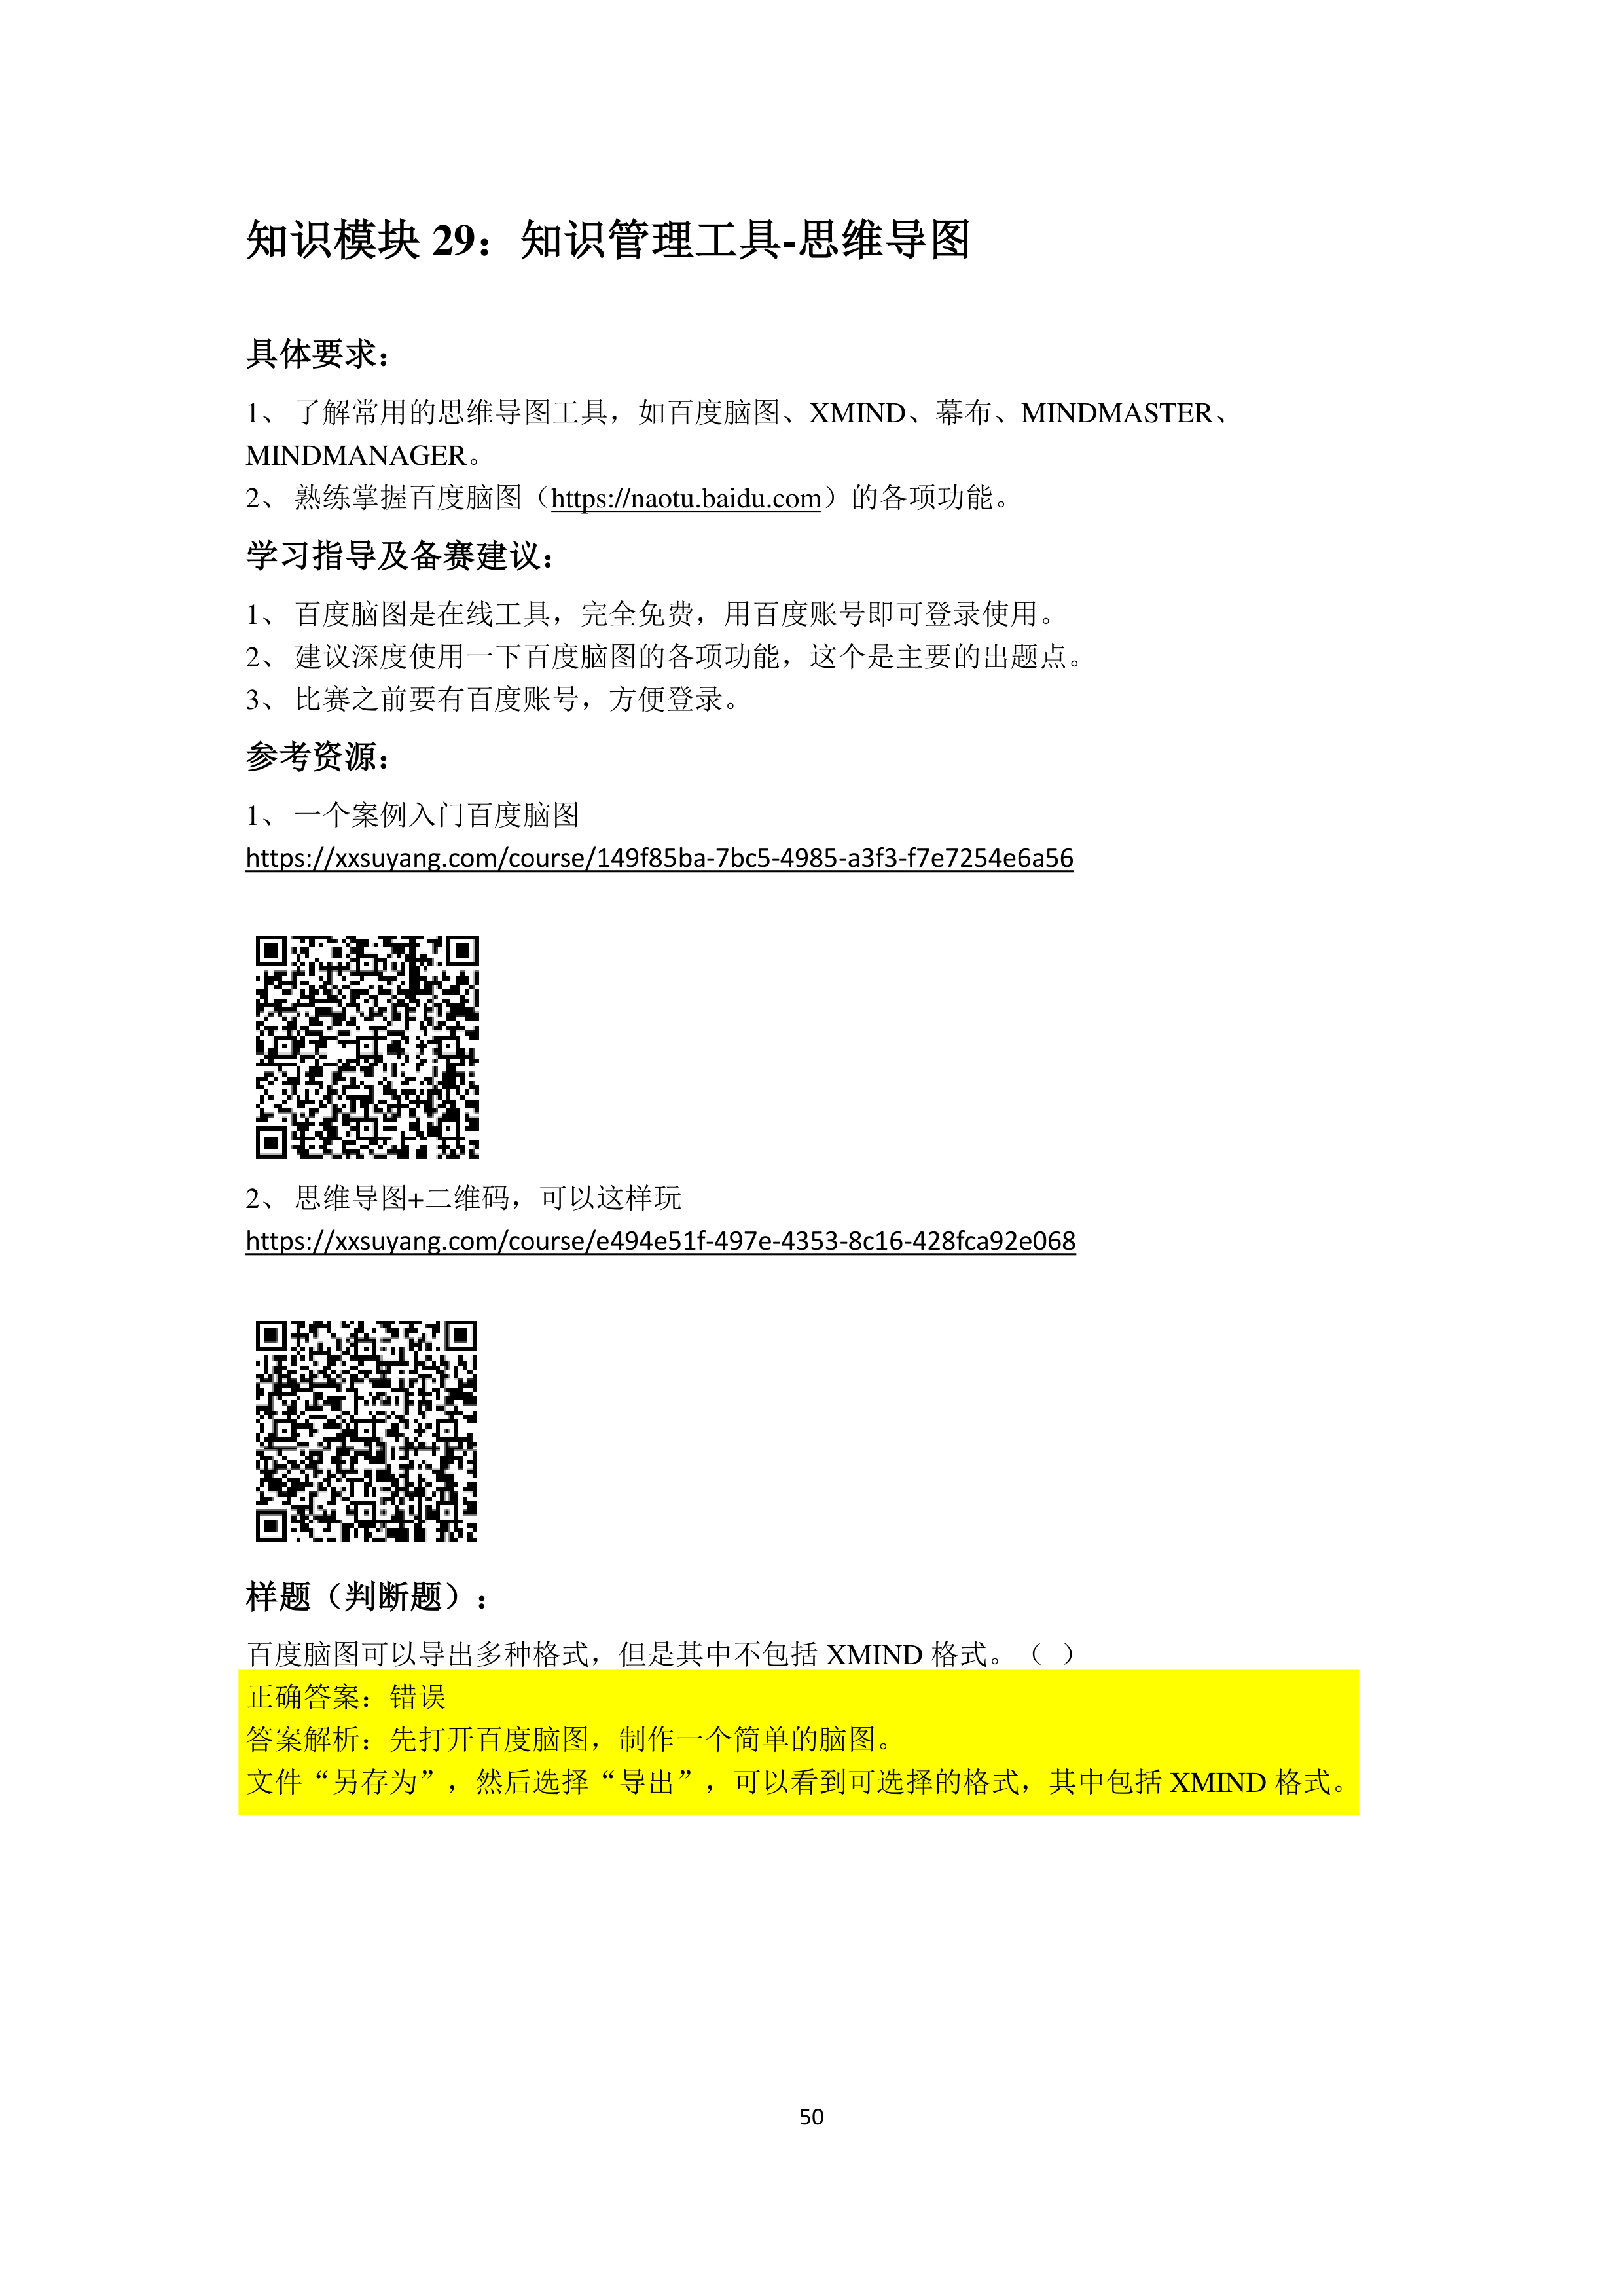 知识模块 29：知识管理工具-思维导图
具体要求：
1、 了解常用的思维导图工具，如百度脑图、XMIND、幕布、MINDMASTER、
MINDMANAGER。
2、 熟练掌握百度脑图（https://naotu.baidu.com）的各项功能。
学习指导及备赛建议：
1、 百度脑图是在线工具，完全免费，用百度账号即可登录使用。
2、 建议深度使用一下百度脑图的各项功能，这个是主要的出题点。
3、 比赛之前要有百度账号，方便登录。
参考资源：
1、 一个案例入门百度脑图
https://xxsuyang.com/course/149f85ba-7bc5-4985-a3f3-f7e7254e6a56
2、 思维导图+二维码，可以这样玩
https://xxsuyang.com/course/e494e51f-497e-4353-8c16-428fca92e068
样题（判断题）：
百度脑图可以导出多种格式，但是其中不包括 XMIND 格式。（ ）
正确答案：错误
答案解析：先打开百度脑图，制作一个简单的脑图。
文件“另存为”，然后选择“导出”，可以看到可选择的格式，其中包括 XMIND 格式。
50